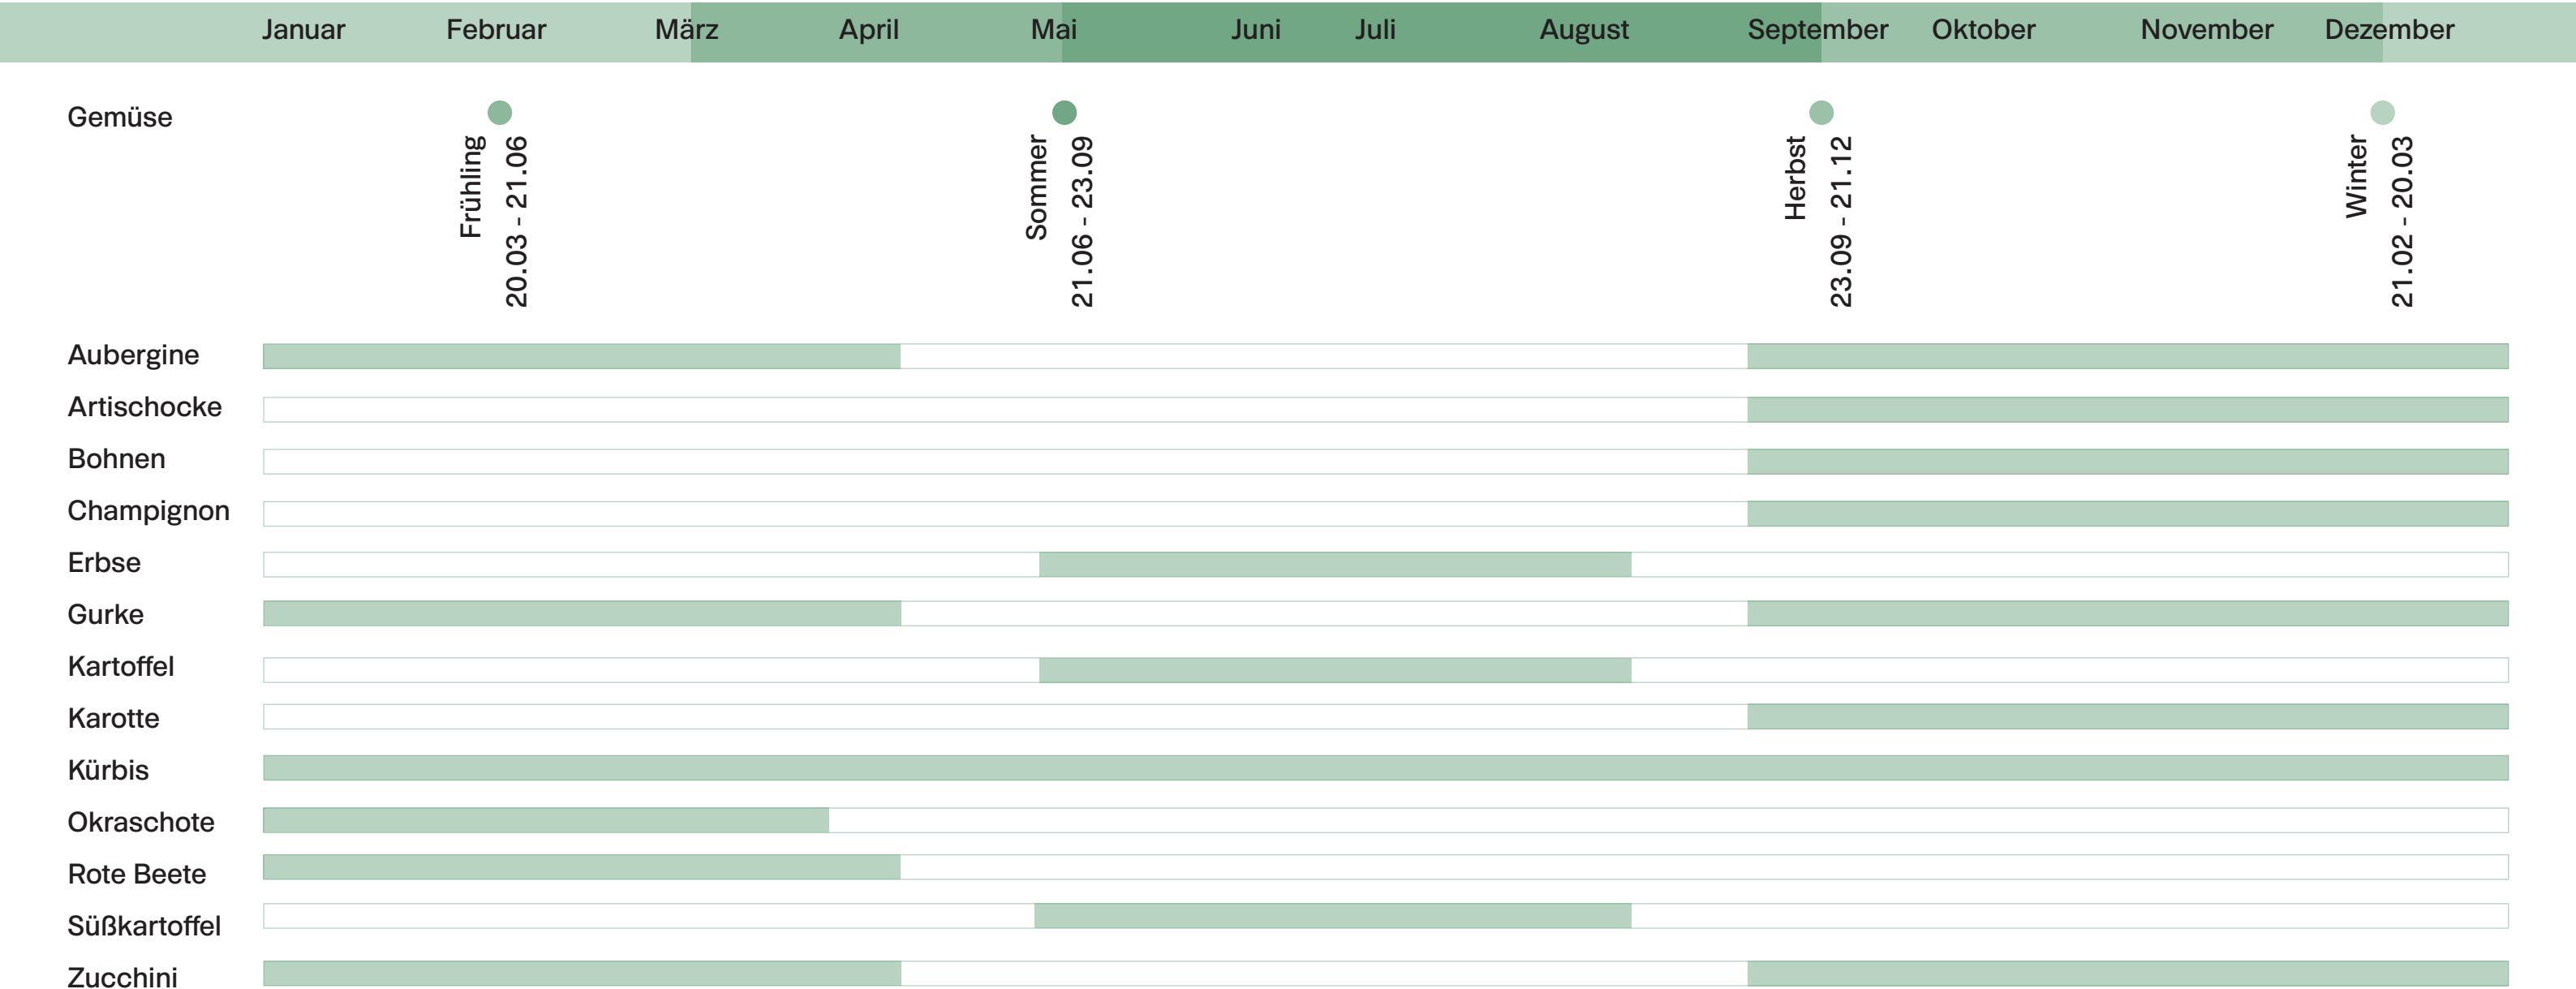 Januar Februar März April Mai Juni Juli August September Oktober November Dezember
Gemüse
Frühling
20.03 - 21.06
Sommer
21.06 - 23.09
Herbst
23.09 - 21.12
Winter
21.02 - 20.03
Aubergine
Artischocke
Bohnen
Champignon
Erbse
Gurke
Kartoffel
Karotte
Kürbis
Okraschote
Rote Beete
Süßkartoffel
Zucchini